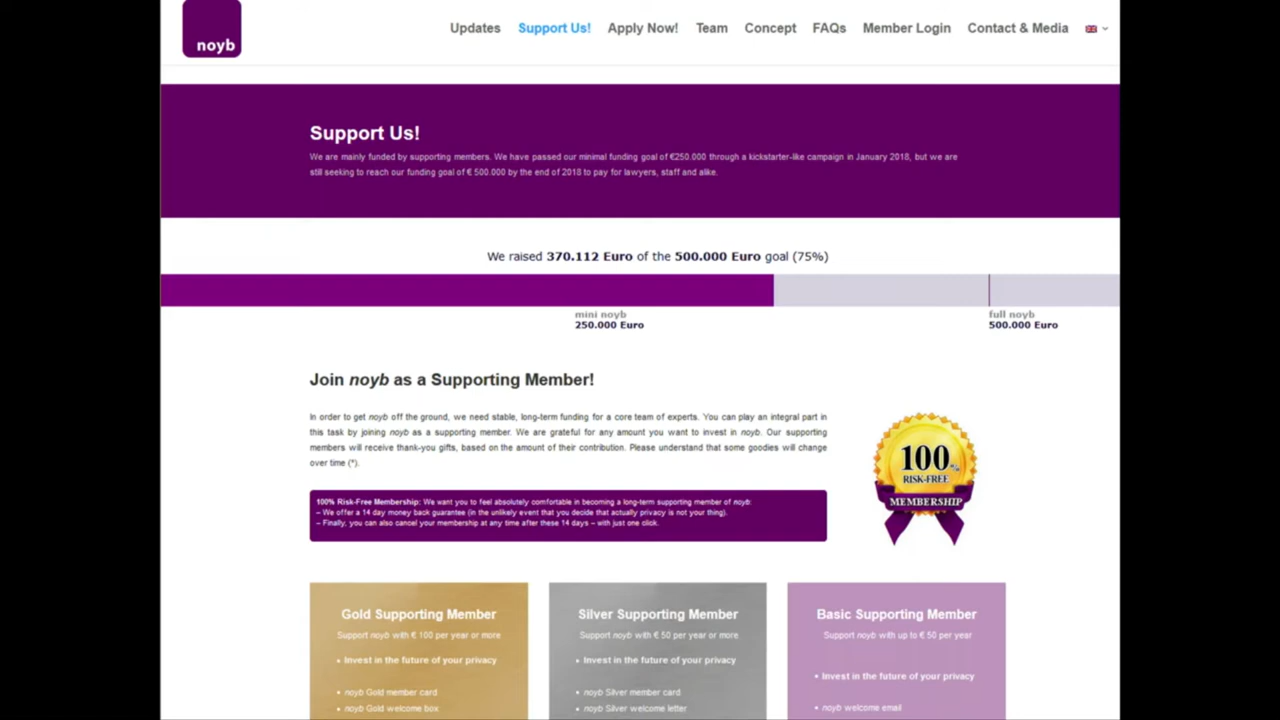 noyb
Updates Support Us! Apply Now! Team Concept FAQs Member Login Contact & Media
Support Us!
We are mainly funded by supporting members. We have passed our minimal funding goal of €250.000 through a kickstarter-like campaign in January 2018, but we are
still seeking to reach our funding goal of € 500.000 by the end of 2018 to pay for lawyers, staff and alike.
We raised 370.112 Euro of the 500.000 Euro goal (75%)
mini noyb
250.000 Euro
full noyb
500.000 Euro
Join noyb as a Supporting Member!
In order to get noyb off the ground, we need stable, long-term funding for a core team of experts. You can play an integral part in
this task by joining noyb as a supporting member. We are grateful for any amount you want to invest in noyb. Our supporting
members will receive thank-you gifts, based on the amount of their contribution. Please understand that some goodies will change
over time (*).
100% Risk-Free Membership: We want you to feel absolutely comfortable in becoming a long-term supporting member of noyb:
– We offer a 14 day money back guarantee (in the unlikely event that you decide that actually privacy is not your thing).
– Finally, you can also cancel your membership at any time after these 14 days – with just one click.
100%
RISK-FREE
MEMBERSHIP
Gold Supporting Member
Support noyb with € 100 per year or more
• Invest in the future of your privacy
• noyb Gold member card
• noyb Gold welcome box
Silver Supporting Member
Support noyb with € 50 per year or more.
• Invest in the future of your privacy
• noyb Silver member card
• noyb Silver welcome letter
Basic Supporting Member
Support noyb with up to € 50 per year
• Invest in the future of your privacy
• noyb welcome email